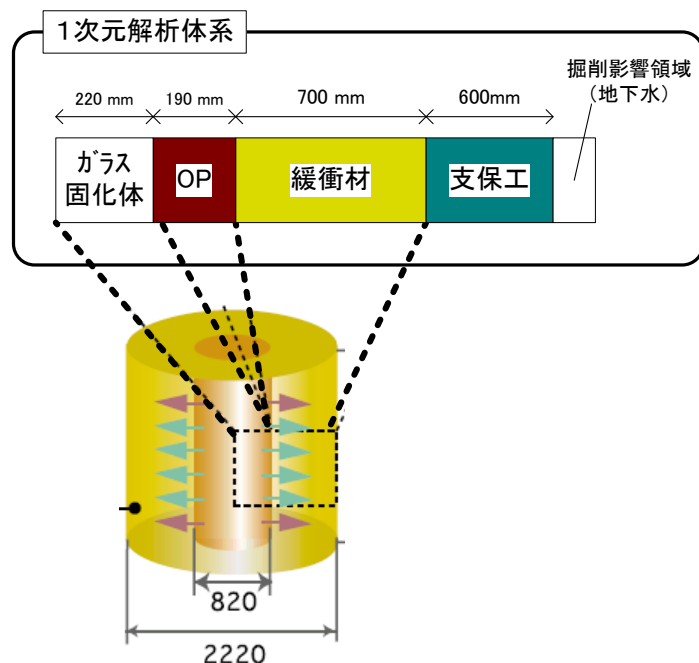 1次元解析体系
掘削影響領域
（地下水）
220 mm
190 mm
700 mm
600mm
ｶﾞﾗｽ
固化体
OP
緩衝材
支保工
820
2220